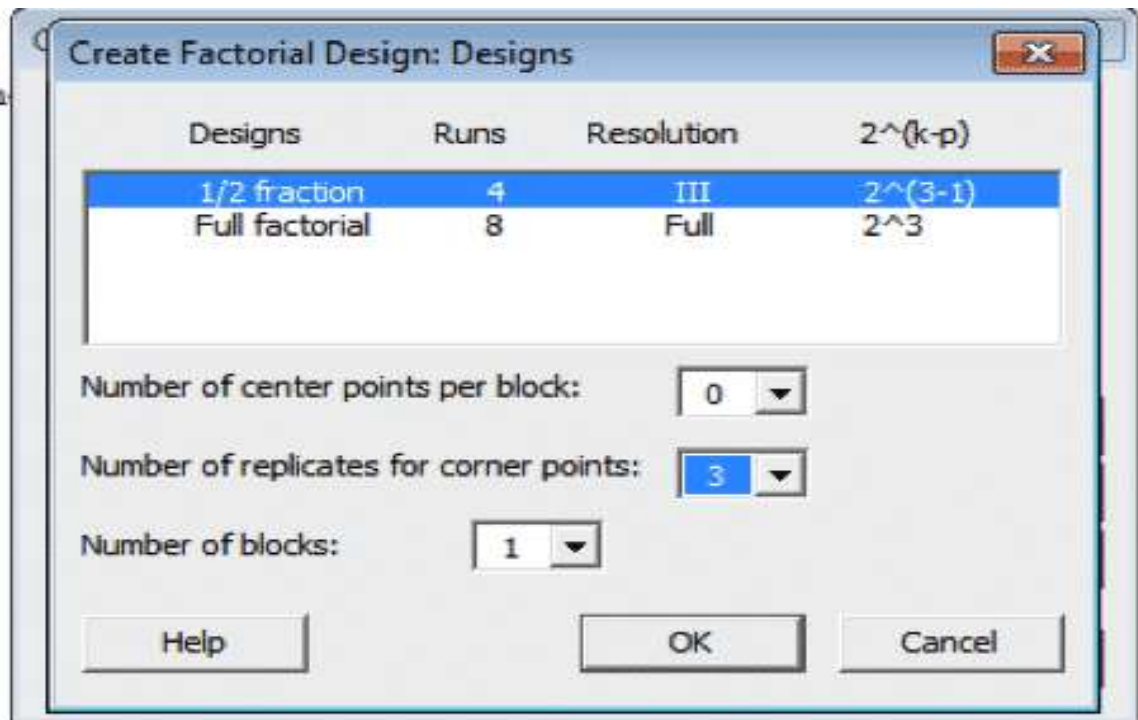 Create Factorial Design: Designs
Designs Runs Resolution 2^(k-p)
1/2 fraction 4 III 2^(3-1)
Full factorial 8 Full 2^3
Number of center points per block: 0
Number of replicates for corner points: 3
Number of blocks: 1
Help OK Cancel